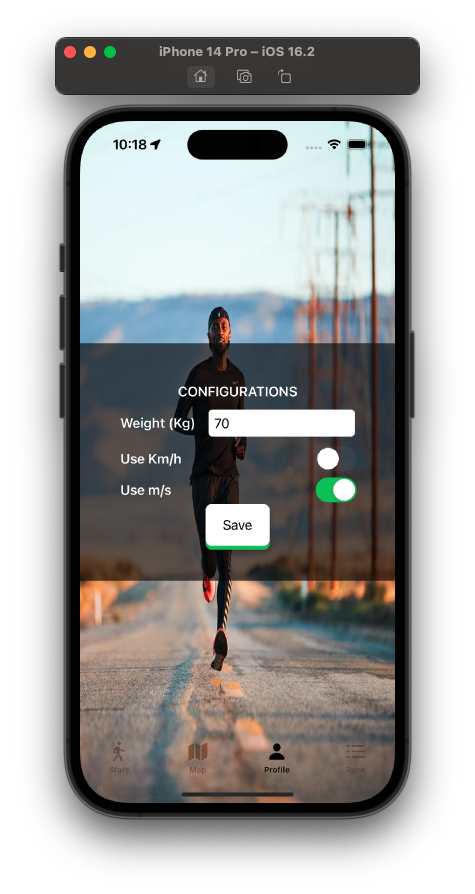 iPhone 14 Pro – iOS 16.2
10:18
CONFIGURATIONS
Weight (Kg) 70
Use Km/h
Use m/s
Save
Stats Map Profile Runs